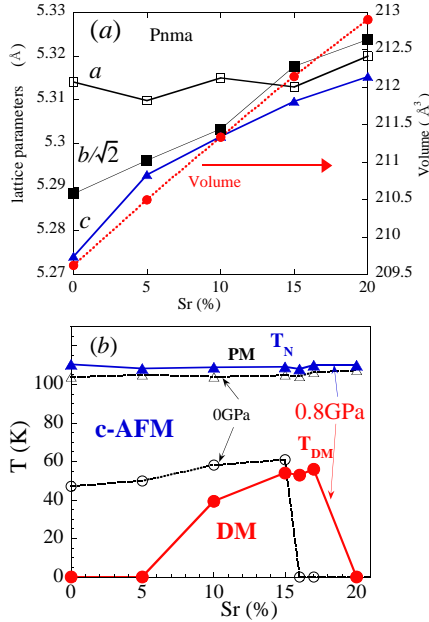 (a) Pnma
5.33
5.32
5.31
5.3
5.29
5.28
5.27
lattice parameters (Å)
a
b/√2
c
Volume
213
212.5
212
211.5
211
210.5
210
209.5
Volume ( Å³)
0 5 10 15 20
Sr (%)
(b)
PM
T_N
c-AFM
0GPa
0.8GPa
T_DM
DM
100
80
60
40
20
0
T (K)
0 5 10 15 20
Sr (%)